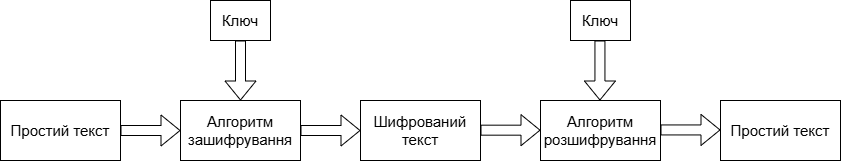 Ключ
Ключ
Простий текст
Алгоритм
зашифрування
Шифрований
текст
Алгоритм
розшифрування
Простий текст